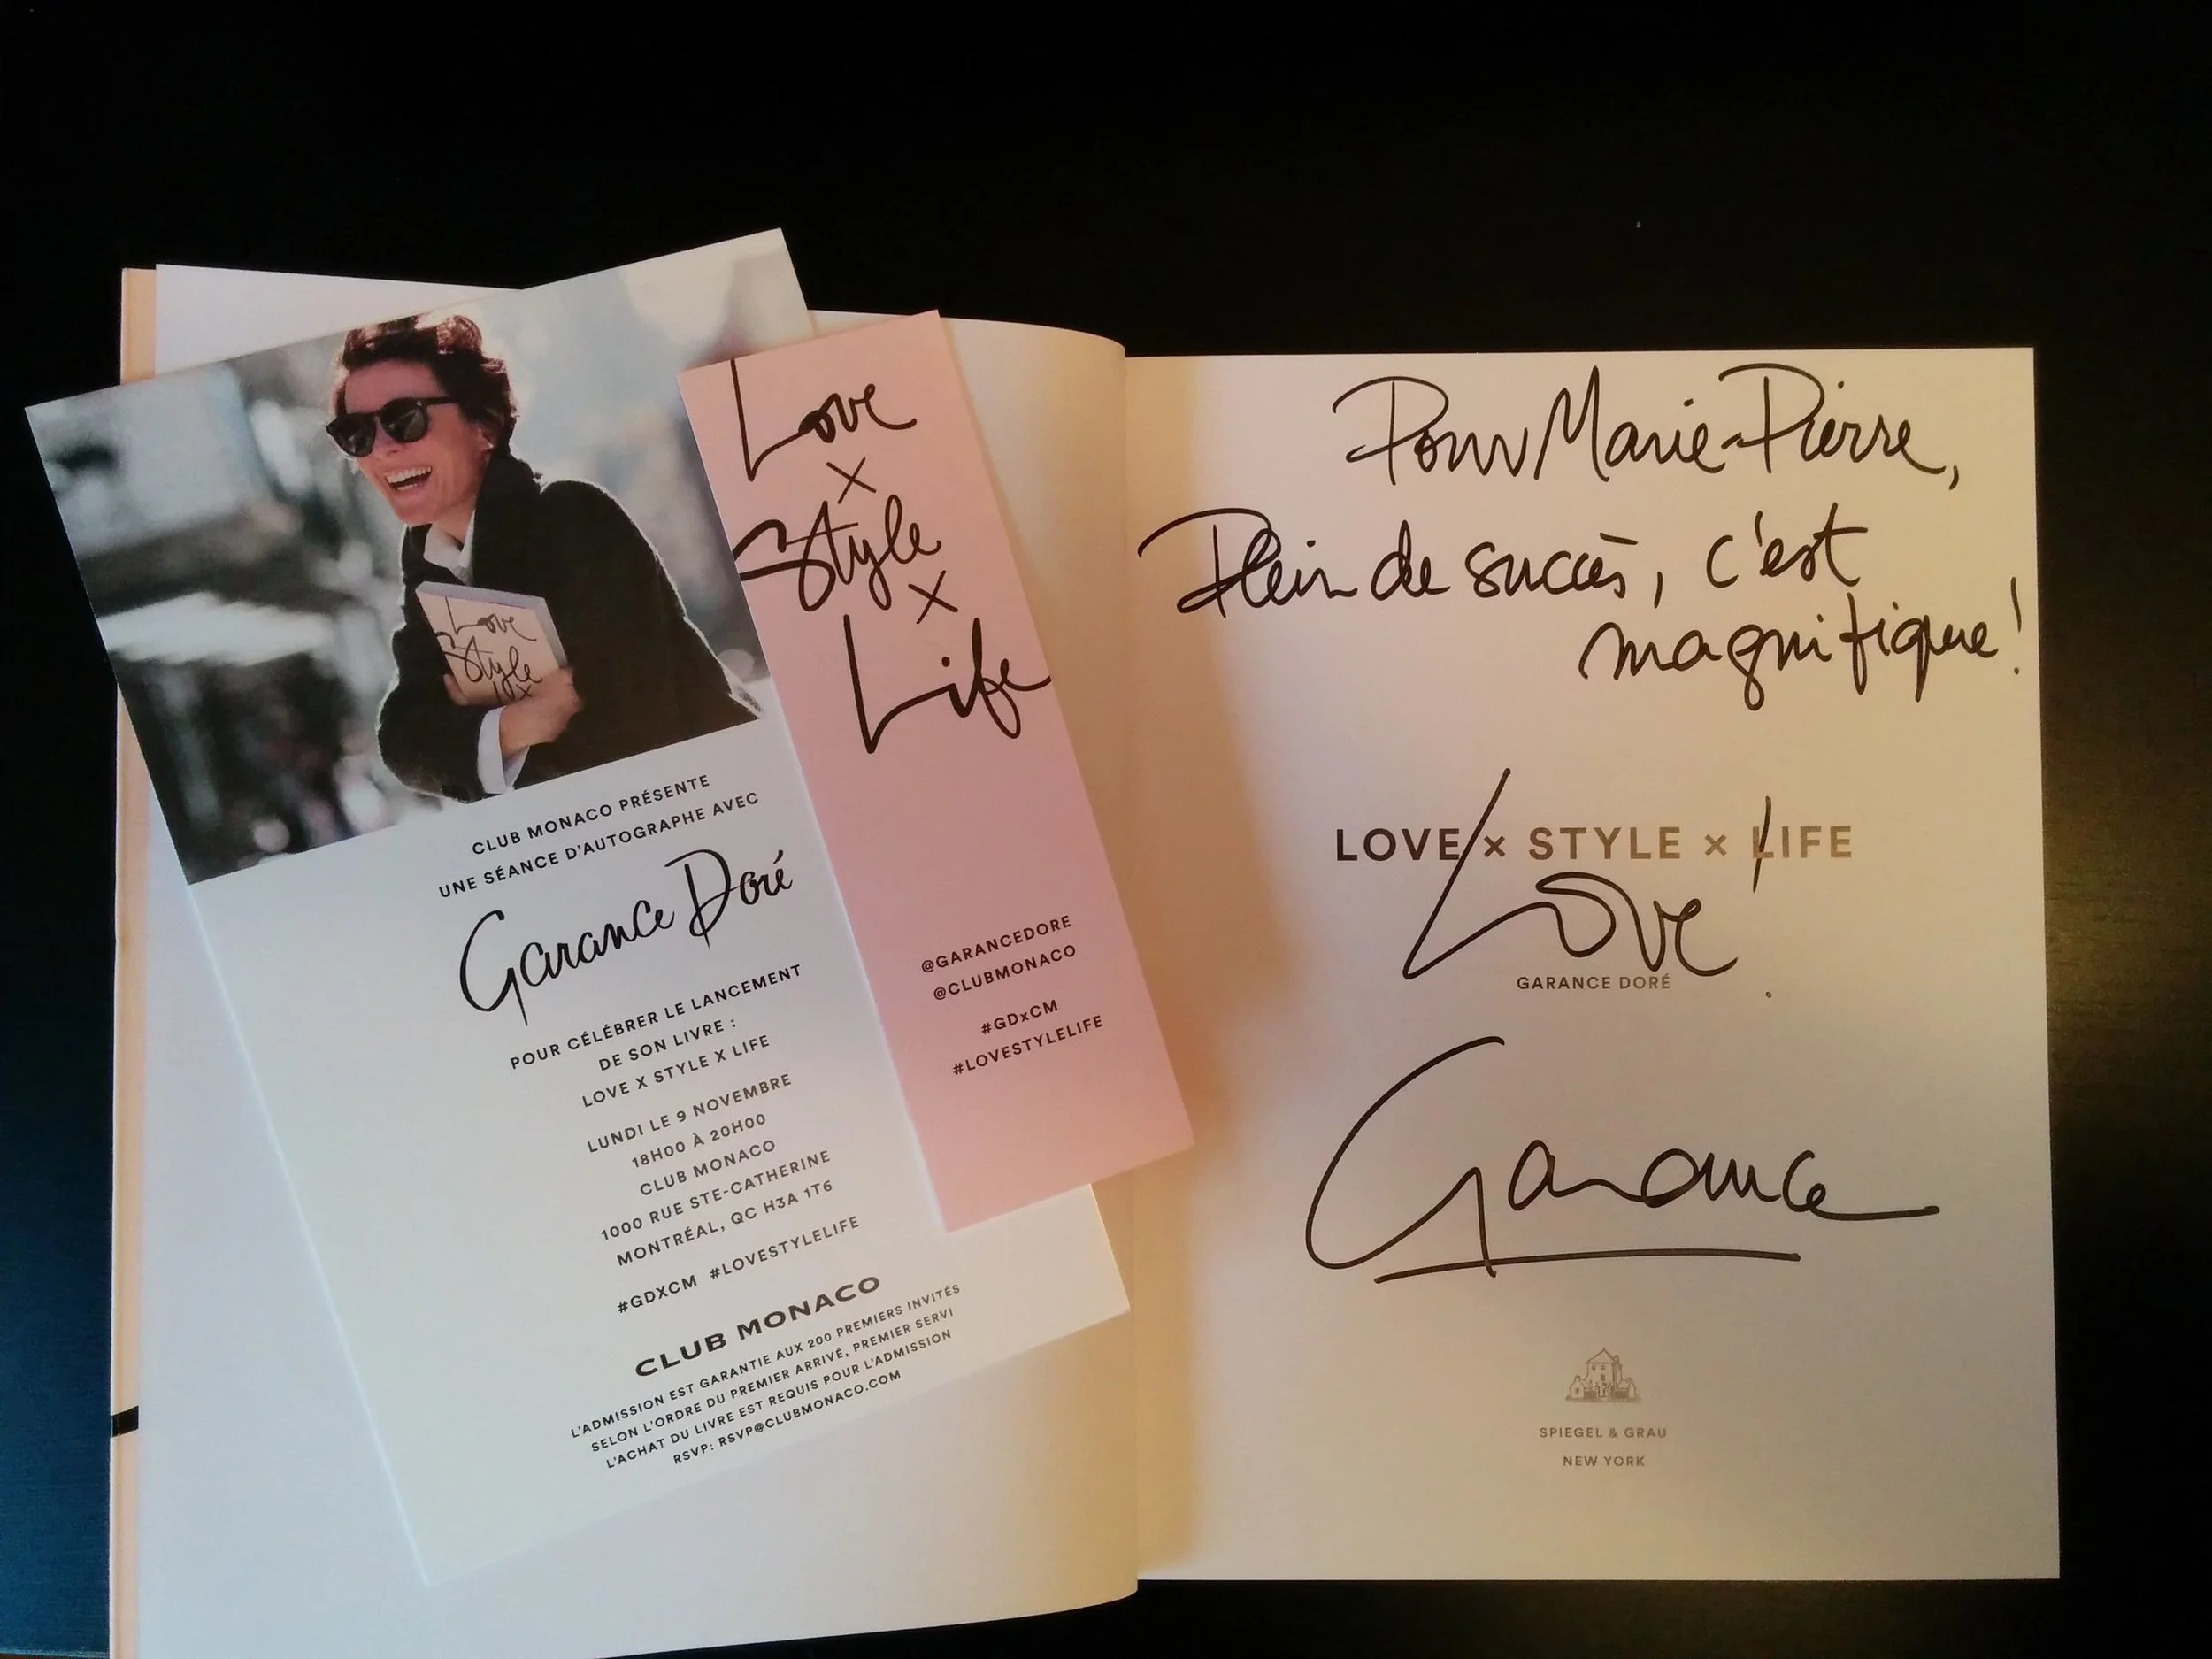 Love
Style
x
CLUB MONACO PRÉSENTE
UNE SÉANCE D'AUTOGRAPHE AVEC
Garance Doré
POUR CÉLÉBRER LE LANCEMENT
DE SON LIVRE :
LOVE X STYLE X LIFE
LUNDI LE 9 NOVEMBRE
18H00 À 20H00
CLUB MONACO
1000 RUE STE-CATHERINE
MONTRÉAL, QC H3A 1T6
#GDXCM #LOVESTYLELIFE
CLUB MONACO
L'ADMISSION EST GARANTIE AUX 200 PREMIERS INVITÉS
SELON L'ORDRE DU PREMIER ARRIVÉ, PREMIER SERVI
L'ACHAT DU LIVRE EST REQUIS POUR L'ADMISSION
RSVP: RSVP@CLUBMONACO.COM
Love
x
Style
x
Life
@GARANCEDORE
@CLUBMONACO
#GDxCM
#LOVESTYLELIFE
Pour Marie-Pierre,
Plein de succès, c'est
magnifique!
LOVE × STYLE × LIFE
Love!
GARANCE DORÉ
Garance
SPIEGEL & GRAU
NEW YORK